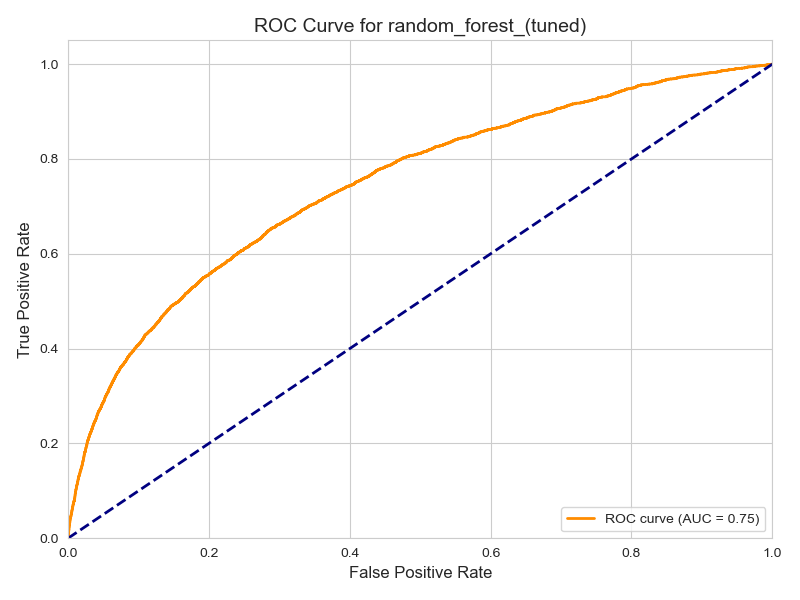 ROC Curve for random_forest_(tuned)
1.0
0.8
0.6
0.4
0.2
0.0
True Positive Rate
0.0 0.2 0.4 0.6 0.8 1.0
False Positive Rate
ROC curve (AUC = 0.75)